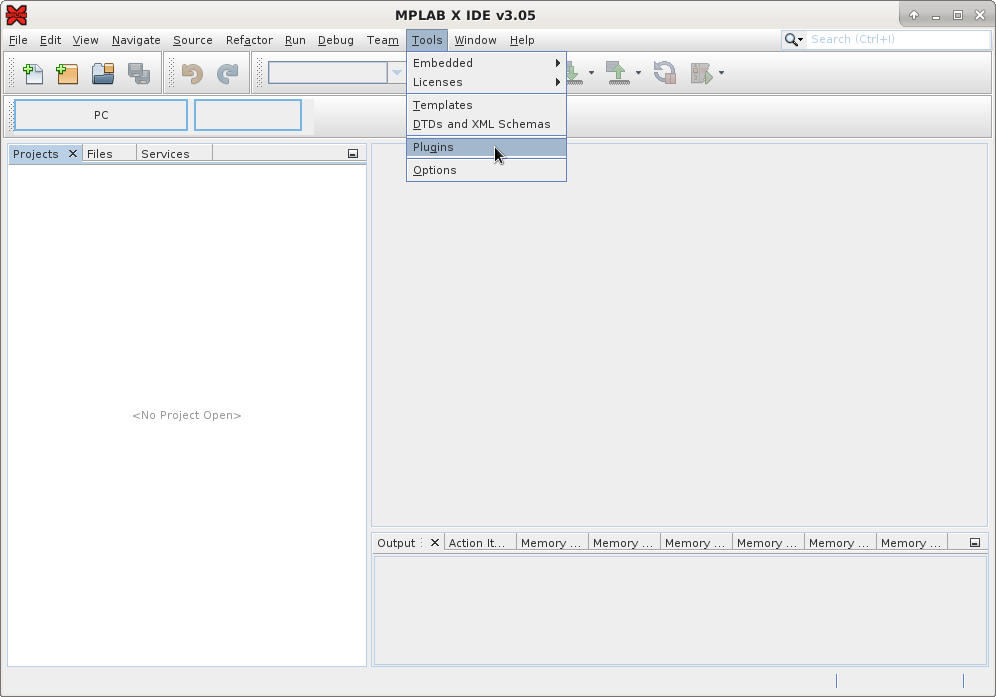 MPLAB X IDE v3.05
File Edit View Navigate Source Refactor Run Debug Team Tools Window Help
Search (Ctrl+I)
Embedded
Licenses
Templates
DTDs and XML Schemas
Plugins
Options
PC
Projects Files Services
<No Project Open>
Output Action It... Memory ... Memory ... Memory ... Memory ... Memory ... Memory ...